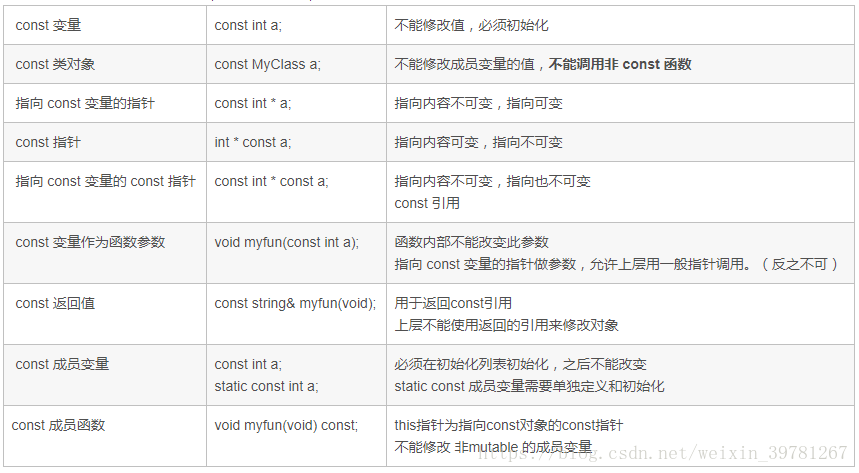 const 变量 const int a; 不能修改值，必须初始化
const 类对象 const MyClass a; 不能修改成员变量的值，不能调用非 const 函数
指向 const 变量的指针 const int * a; 指向内容不可变，指向可变
const 指针 int * const a; 指向内容可变，指向不可变
指向 const 变量的 const 指针 const int * const a; 指向内容不可变，指向也不可变
const 引用
const 变量作为函数参数 void myfun(const int a); 函数内部不能改变此参数
指向 const 变量的指针做参数，允许上层用一般指针调用。（反之不可）
const 返回值 const string& myfun(void); 用于返回const引用
上层不能使用返回的引用来修改对象
const 成员变量 const int a; 必须在初始化列表初始化，之后不能改变
static const int a; static const 成员变量需要单独定义和初始化
const 成员函数 void myfun(void) const; this指针为指向const对象的const指针
不能修改 非mutable 的成员变量
https://blog.csdn.net/weixin_39781267